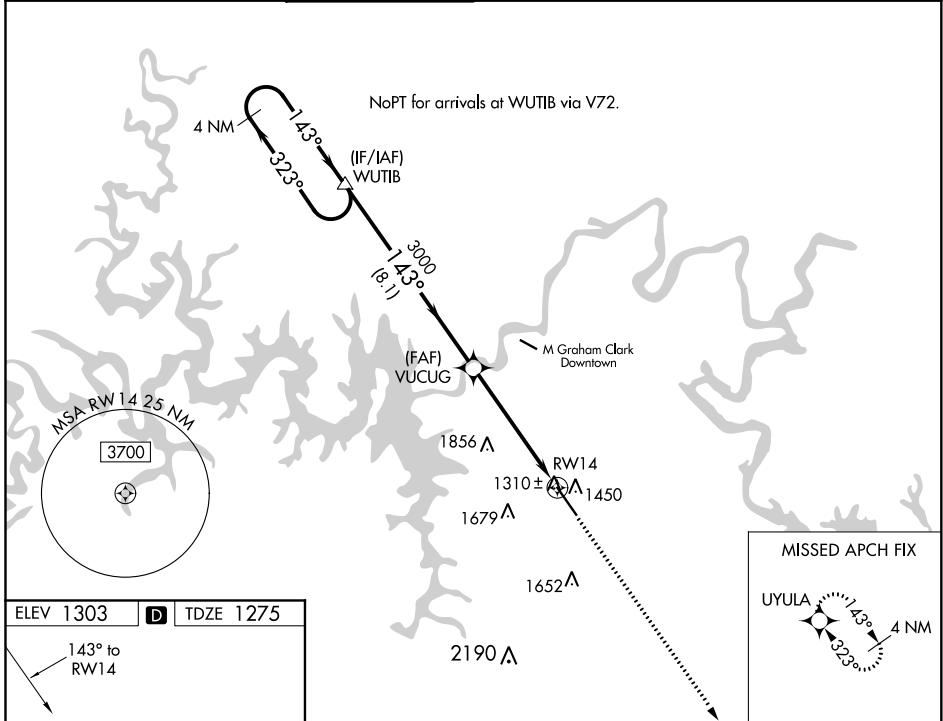 NoPT for arrivals at WUTIB via V72.
4 NM
143°
323°
(IF/IAF)
WUTIB
3000
143°
(8.1)
(FAF)
VUCUG
M Graham Clark
Downtown
MSA RW14 25 NM
3700
1856
RW14
1310 ±
1450
1679
1652
2190
MISSED APCH FIX
UYULA
143°
4 NM
323°
ELEV 1303 D TDZE 1275
143° to
RW14